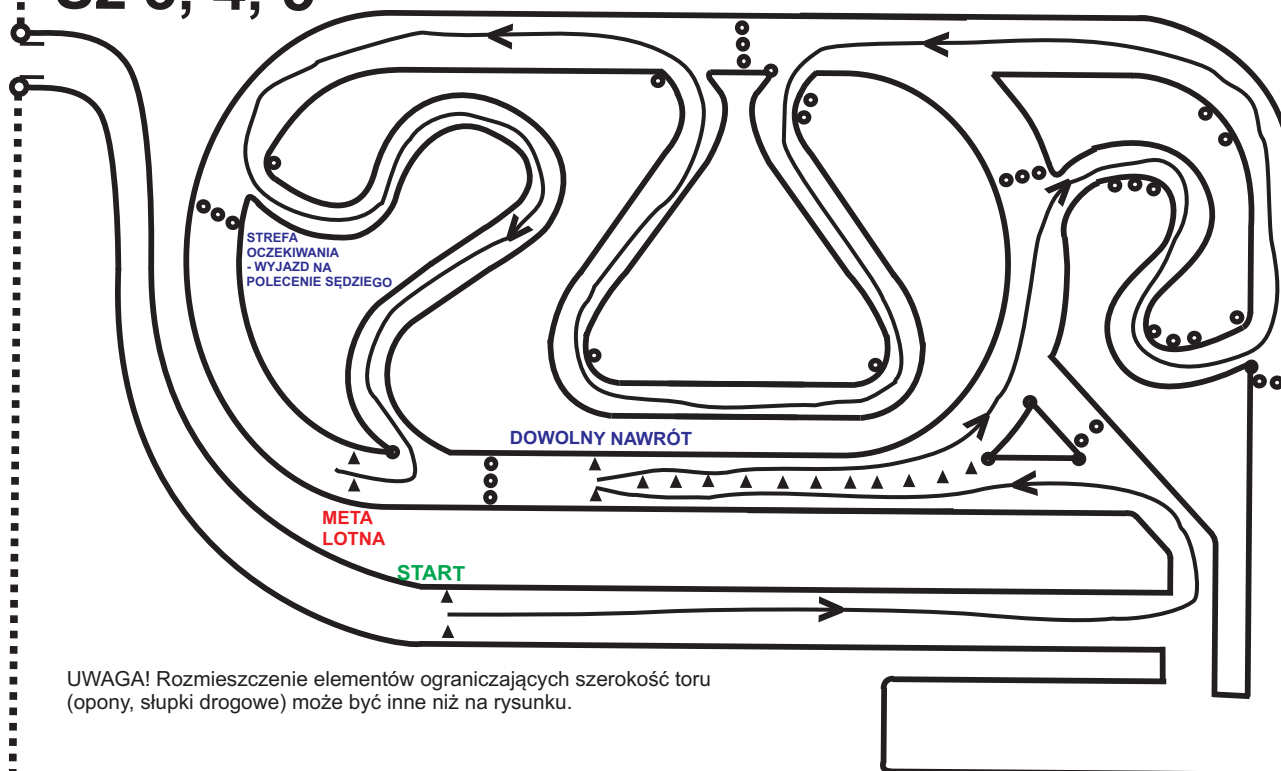 STREFA
OCZEKIWANIA
- WYJAZD NA
POLECENIE SĘDZIEGO
DOWOLNY NAWRÓT
META
LOTNA
START
UWAGA! Rozmieszczenie elementów ograniczających szerokość toru
(opony, słupki drogowe) może być inne niż na rysunku.